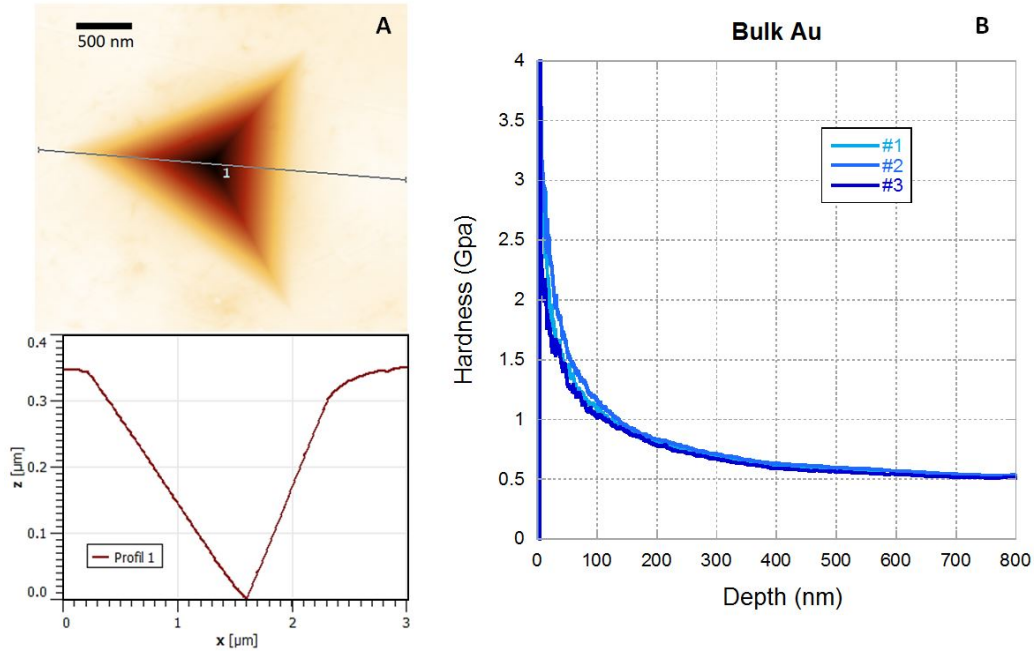 A
500 nm
1
0.4
0.3
0.2
0.1
0.0
z [µm]
Profil 1
0 1 2 3
x [µm]
Bulk Au
B
4
3.5
3
2.5
2
1.5
1
0.5
0
Hardness (Gpa)
#1
#2
#3
0 100 200 300 400 500 600 700 800
Depth (nm)